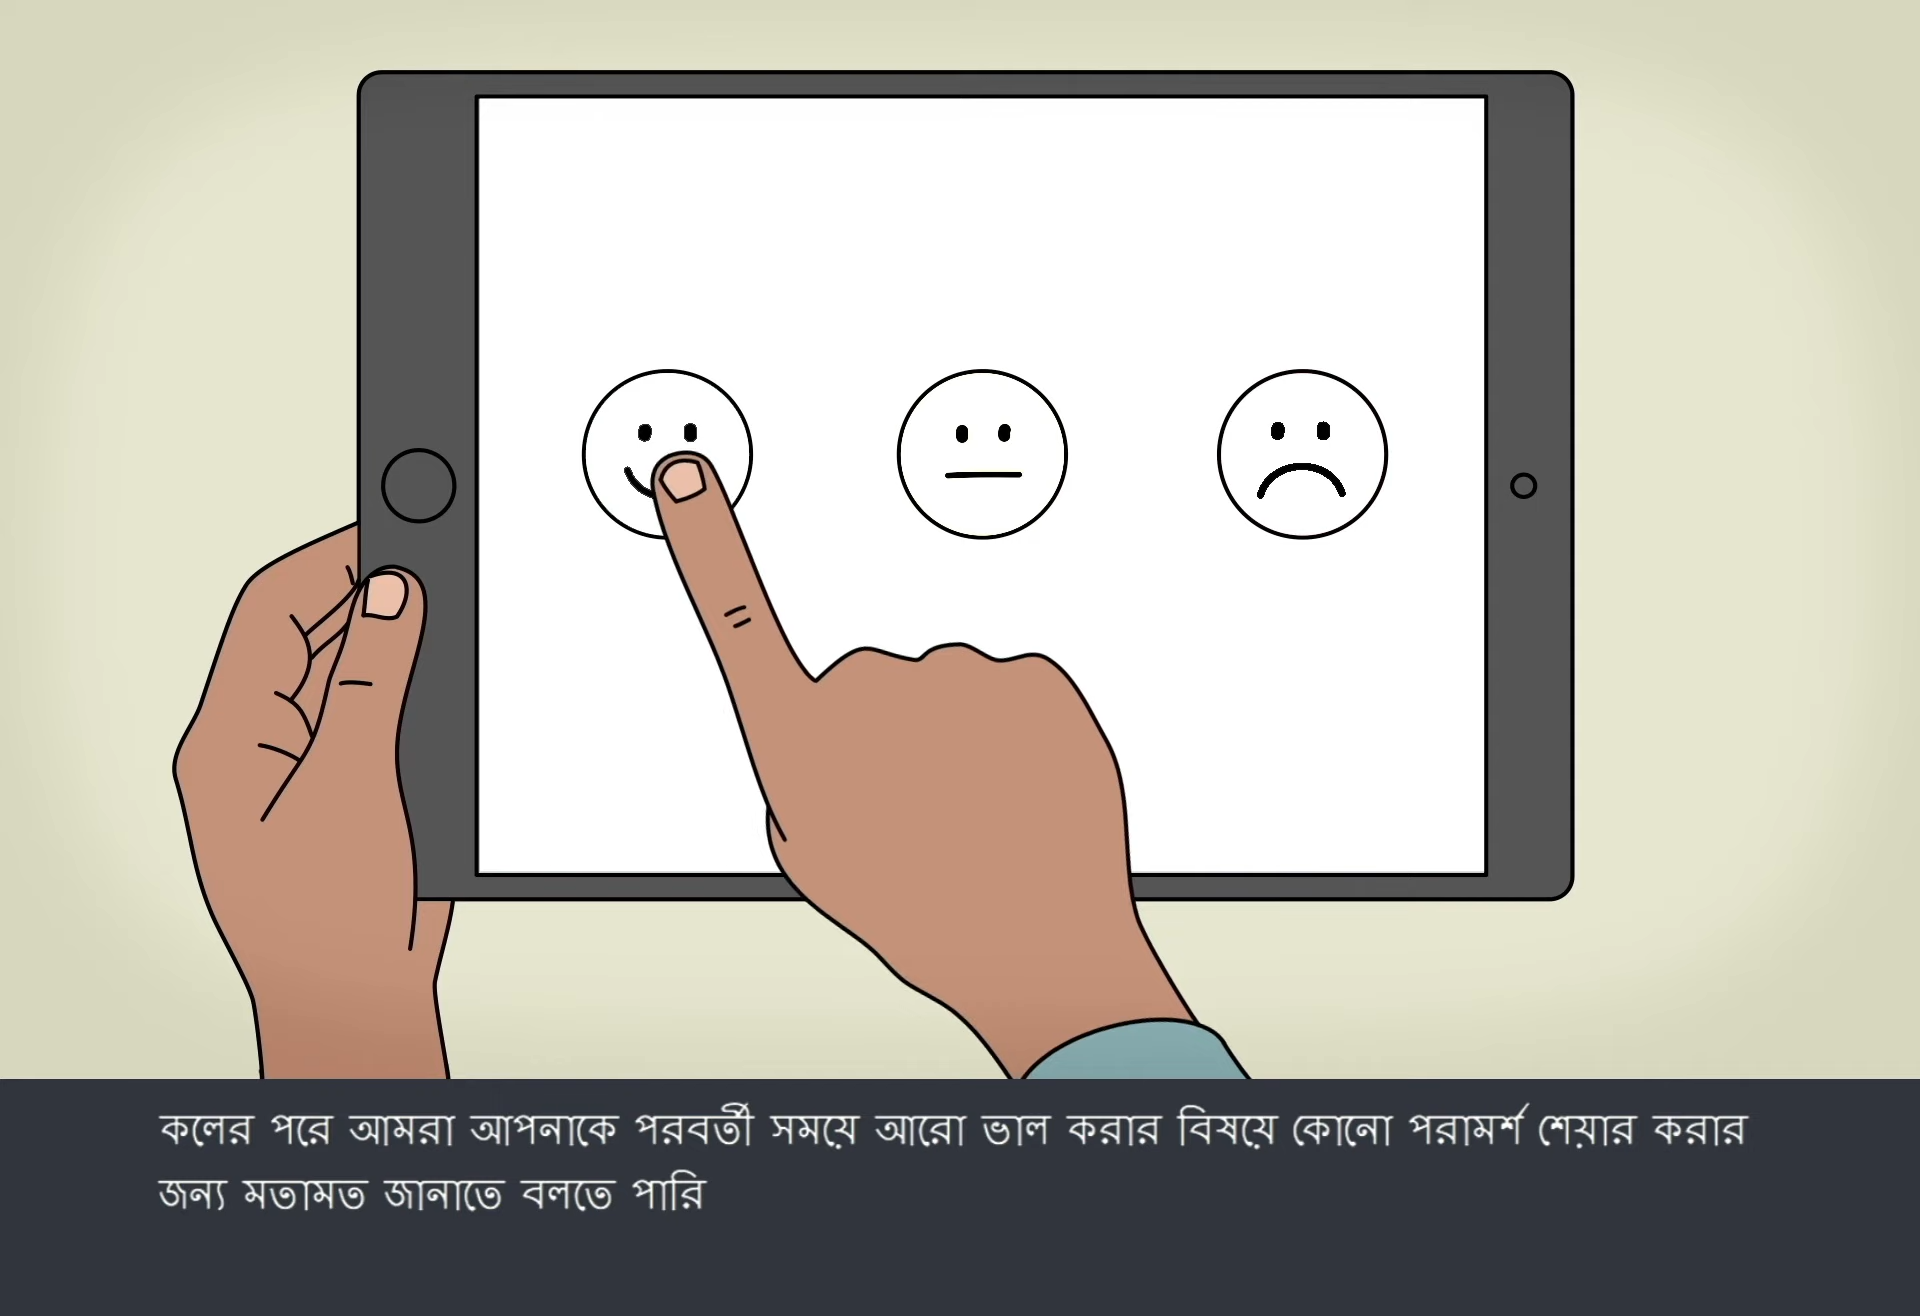 কলের পরে আমরা আপনাকে পরবর্তী সময়ে আরো ভাল করার বিষয়ে কোনো পরামর্শ শেয়ার করার
জন্য মতামত জানাতে বলতে পারি